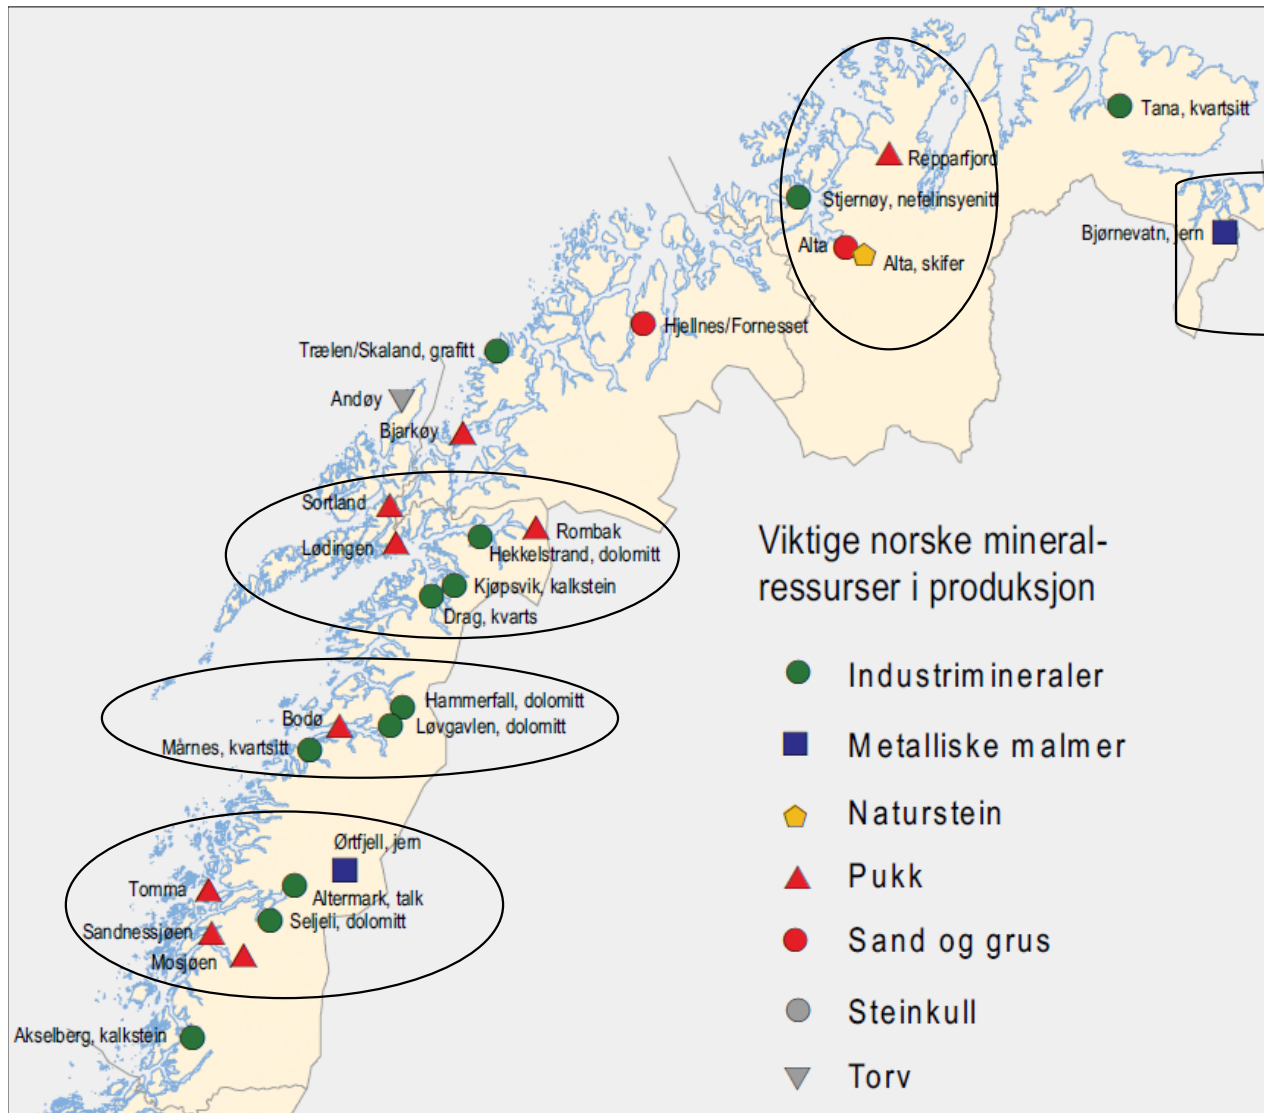 Tana, kvartsitt
Repparfjord
Stjernøy, nefelinsyenitt
Bjørnevatn, jern
Alta
Alta, skifer
Hjellnes/Fornesset
Trælen/Skaland, grafitt
Andøy
Bjarkøy
Sortland
Rombak
Lødingen
Hekkelstrand, dolomitt
Kjøpsvik, kalkstein
Drag, kvarts
Hammerfall, dolomitt
Bodø
Løvgavlen, dolomitt
Mårnes, kvartsitt
Ørtfjell, jern
Tomma
Altermark, talk
Seljeli, dolomitt
Sandnessjøen
Mosjøen
Akselberg, kalkstein
Viktige norske mineral-
ressurser i produksjon
Industrimineraler
Metalliske malmer
Naturstein
Pukk
Sand og grus
Steinkull
Torv